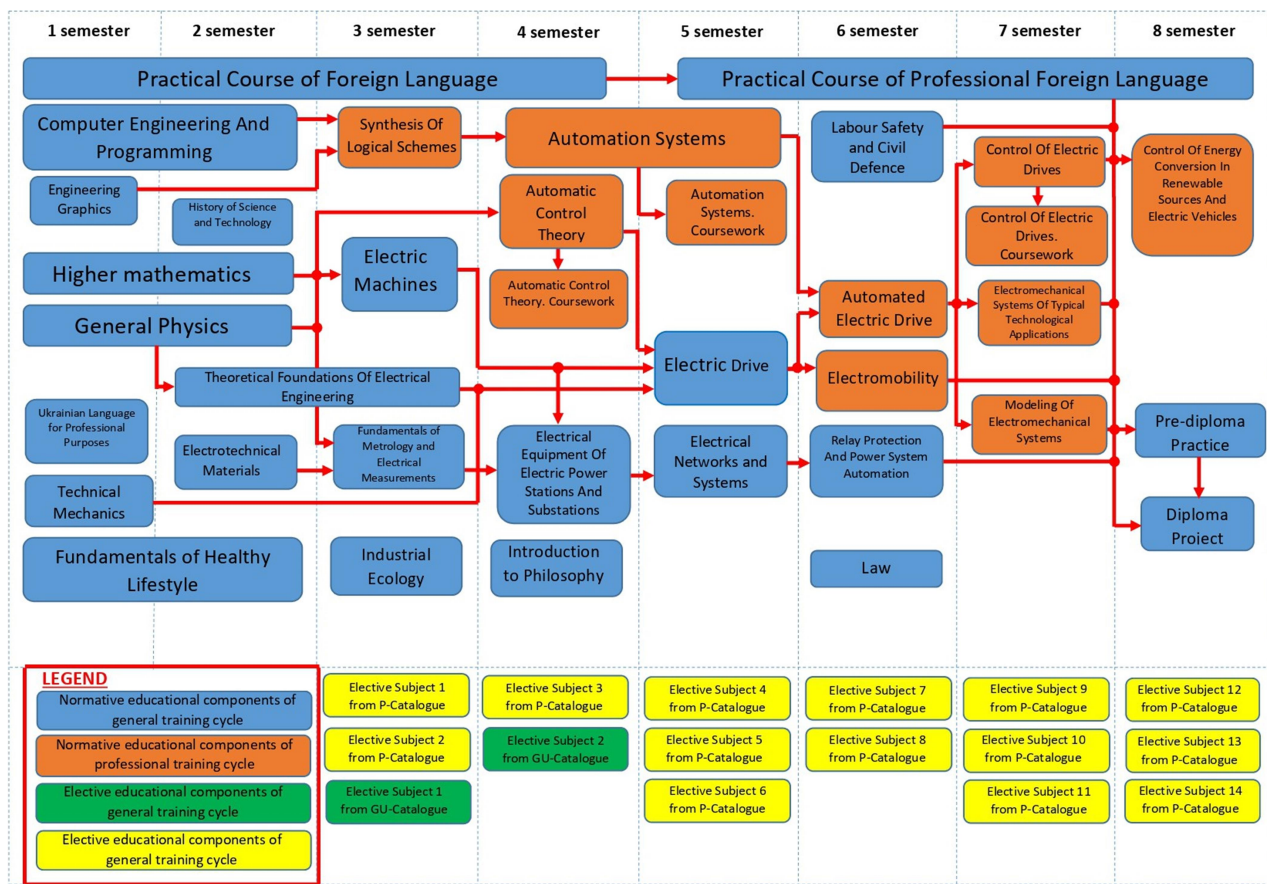 1 semester
2 semester
3 semester
4 semester
5 semester
6 semester
7 semester
8 semester
Practical Course of Foreign Language
Practical Course of Professional Foreign Language
Computer Engineering And
Programming
Synthesis Of
Logical Schemes
Automation Systems
Labour Safety
and Civil
Defence
Control Of Electric
Drives
Control Of Energy
Conversion In
Renewable
Sources And
Electric Vehicles
Engineering
Graphics
History of Science
and Technology
Automatic
Control
Theory
Automation
Systems.
Coursework
Control Of Electric
Drives.
Coursework
Higher mathematics
Electric
Machines
Automatic Control
Theory. Coursework
Automated
Electric Drive
Electromechanical
Systems Of Typical
Technological
Applications
General Physics
Theoretical Foundations Of Electrical
Engineering
Electric Drive
Electromobility
Ukrainian Language
for Professional
Purposes
Electrotechnical
Materials
Fundamentals of
Metrology and
Electrical
Measurements
Electrical
Equipment Of
Electric Power
Stations And
Substations
Electrical
Networks and
Systems
Relay Protection
And Power System
Automation
Modeling Of
Electromechanical
Systems
Pre-diploma
Practice
Technical
Mechanics
Diploma
Proiect
Fundamentals of Healthy
Lifestyle
Industrial
Ecology
Introduction
to Philosophy
Law
LEGEND
Normative educational components of
general training cycle
Normative educational components of
professional training cycle
Elective educational components of
general training cycle
Elective educational components of
general training cycle
Elective Subject 1
from P-Catalogue
Elective Subject 2
from P-Catalogue
Elective Subject 1
from GU-Catalogue
Elective Subject 3
from P-Catalogue
Elective Subject 2
from GU-Catalogue
Elective Subject 4
from P-Catalogue
Elective Subject 5
from P-Catalogue
Elective Subject 6
from P-Catalogue
Elective Subject 7
from P-Catalogue
Elective Subject 8
from P-Catalogue
Elective Subject 9
from P-Catalogue
Elective Subject 10
from P-Catalogue
Elective Subject 11
from P-Catalogue
Elective Subject 12
from P-Catalogue
Elective Subject 13
from P-Catalogue
Elective Subject 14
from P-Catalogue